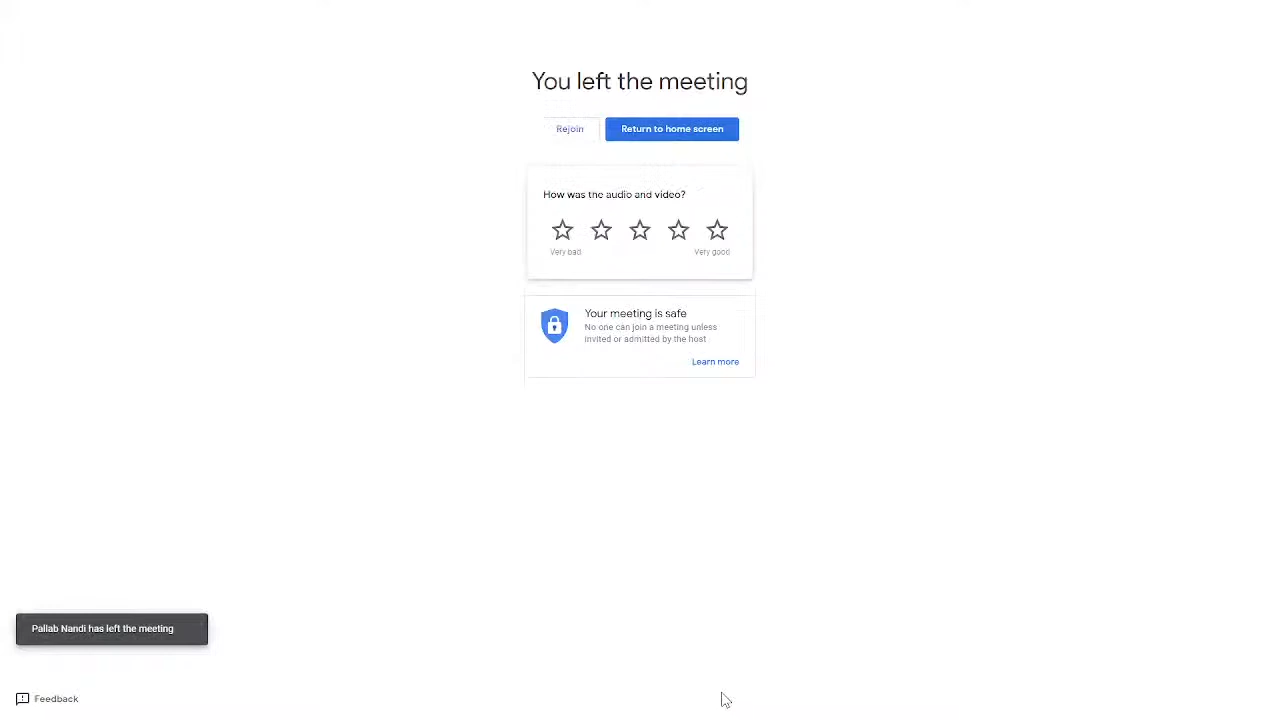 You left the meeting
Rejoin
Return to home screen
How was the audio and video?
Very bad
Very good
Your meeting is safe
No one can join a meeting unless
invited or admitted by the host
Learn more
Pallab Nandi has left the meeting
Feedback